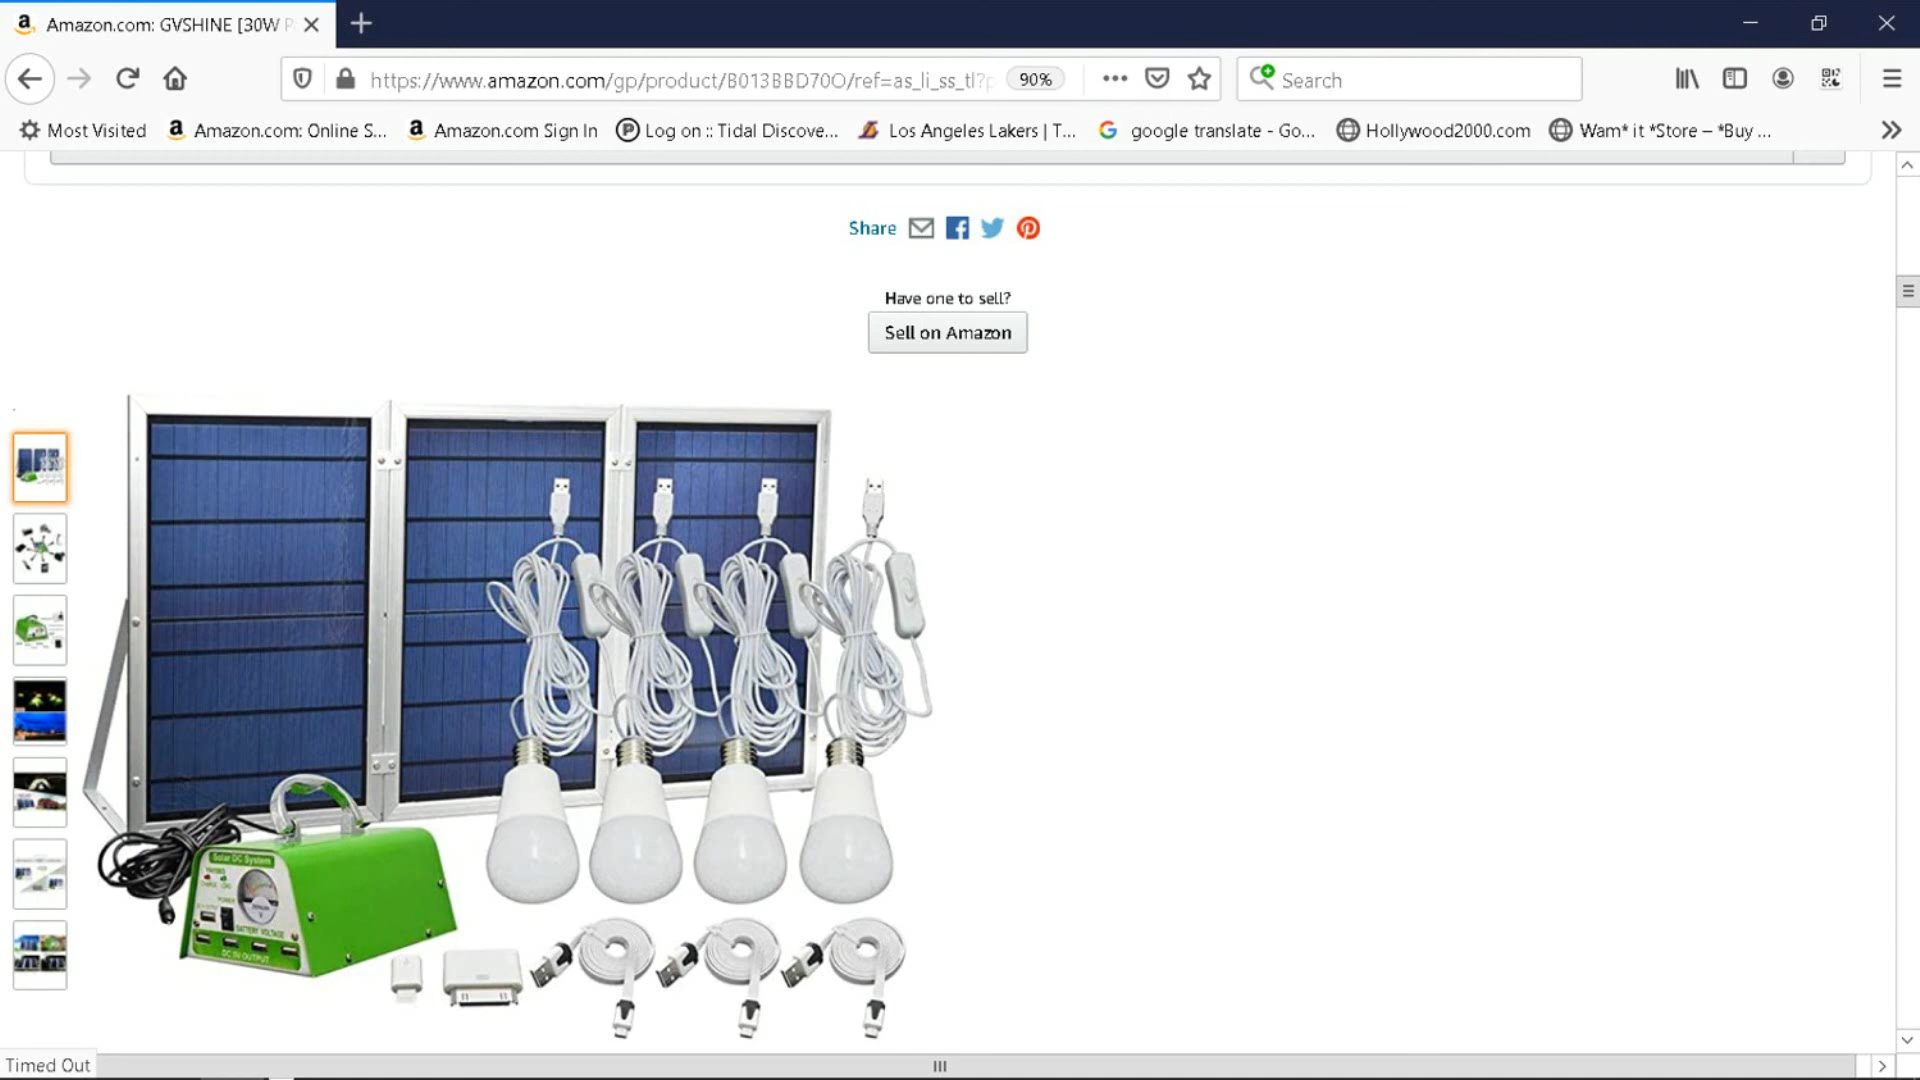 Amazon.com: GVSHINE [30W P
https://www.amazon.com/gp/product/B013BBD70O/ref=as_li_ss_tl?p
90%
Search
Most Visited
Amazon.com: Online S...
Amazon.com Sign In
Log on :: Tidal Discove...
Los Angeles Lakers | T...
google translate - Go...
Hollywood2000.com
Wam* it *Store – *Buy ...
Share
Have one to sell?
Sell on Amazon
Solar DC System
CHARGE
POWER
BATTERY VOLTAGE
DC 5V OUTPUT
Timed Out